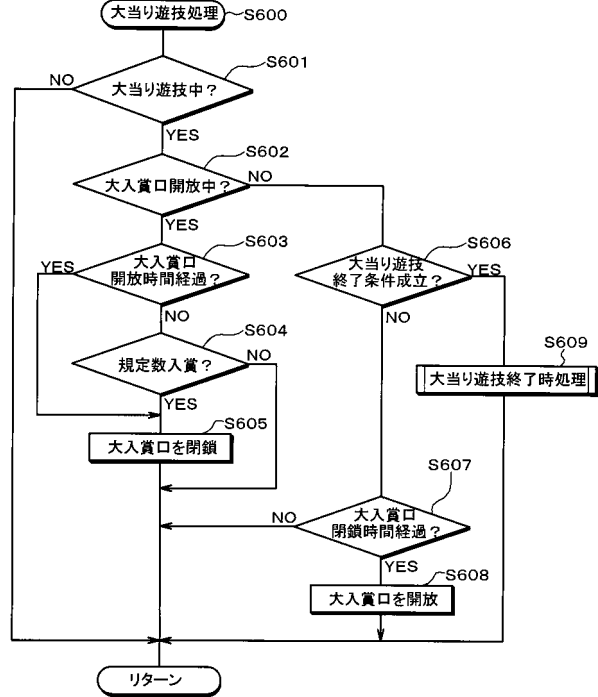 大当り遊技処理
S600
S601
NO
大当り遊技中？
YES
S602
大入賞口開放中？
NO
YES
S603
YES
大入賞口
開放時間経過？
NO
S606
大当り遊技
終了条件成立？
YES
NO
S604
規定数入賞？
NO
YES
S609
大当り遊技終了時処理
S605
大入賞口を閉鎖
S607
NO
大入賞口
閉鎖時間経過？
YES
S608
大入賞口を開放
リターン